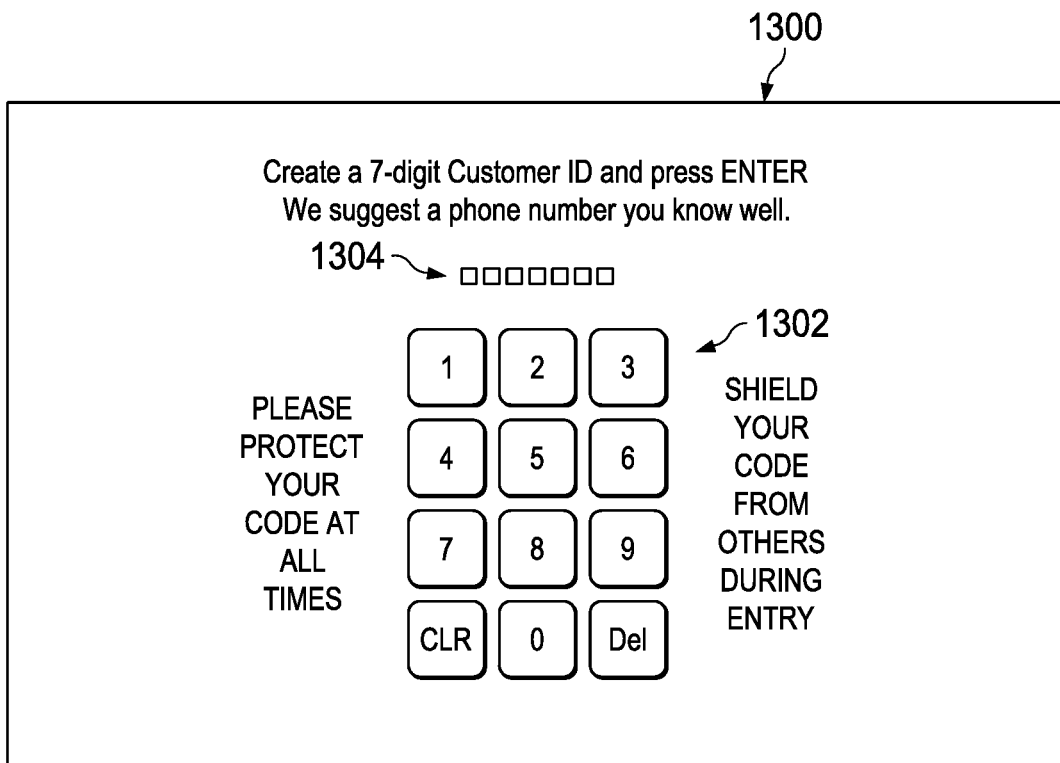 1300
Create a 7-digit Customer ID and press ENTER
We suggest a phone number you know well.
1304
1302
1 2 3
4 5 6
7 8 9
CLR 0 Del
PLEASE
PROTECT
YOUR
CODE AT
ALL
TIMES
SHIELD
YOUR
CODE
FROM
OTHERS
DURING
ENTRY